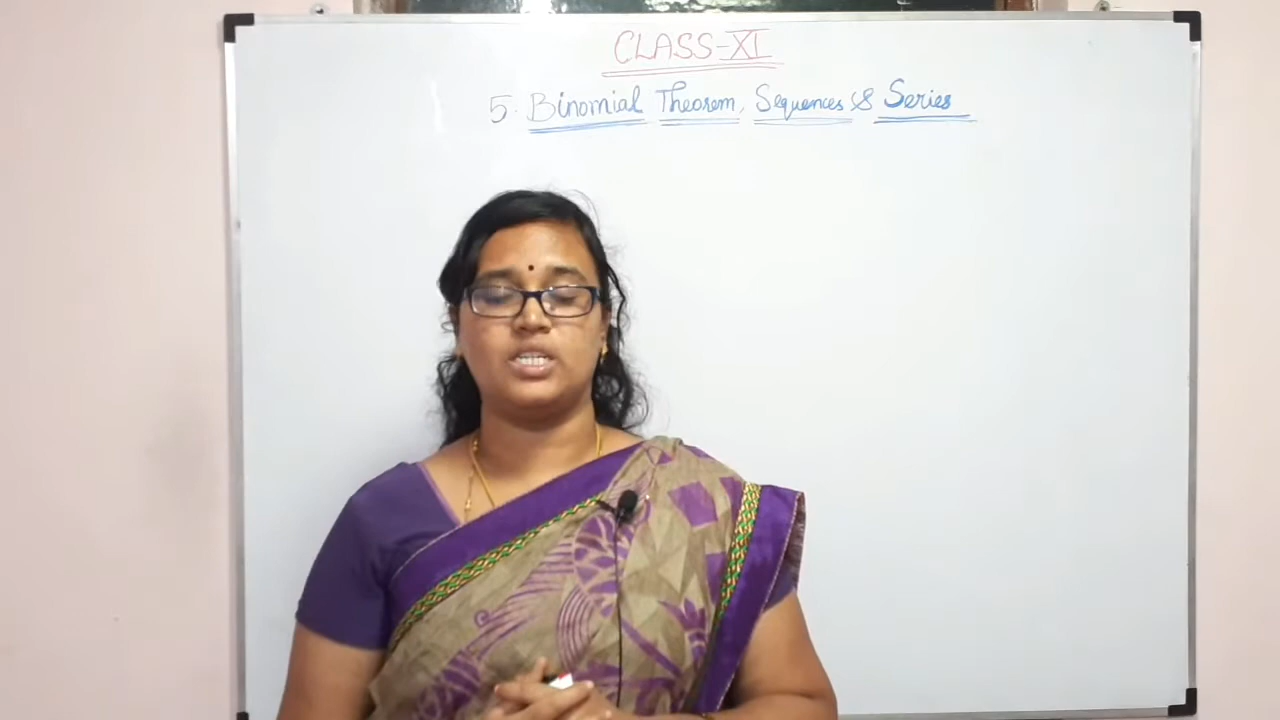 CLASS-XI
5. Binomial Theorem, Sequences & Series